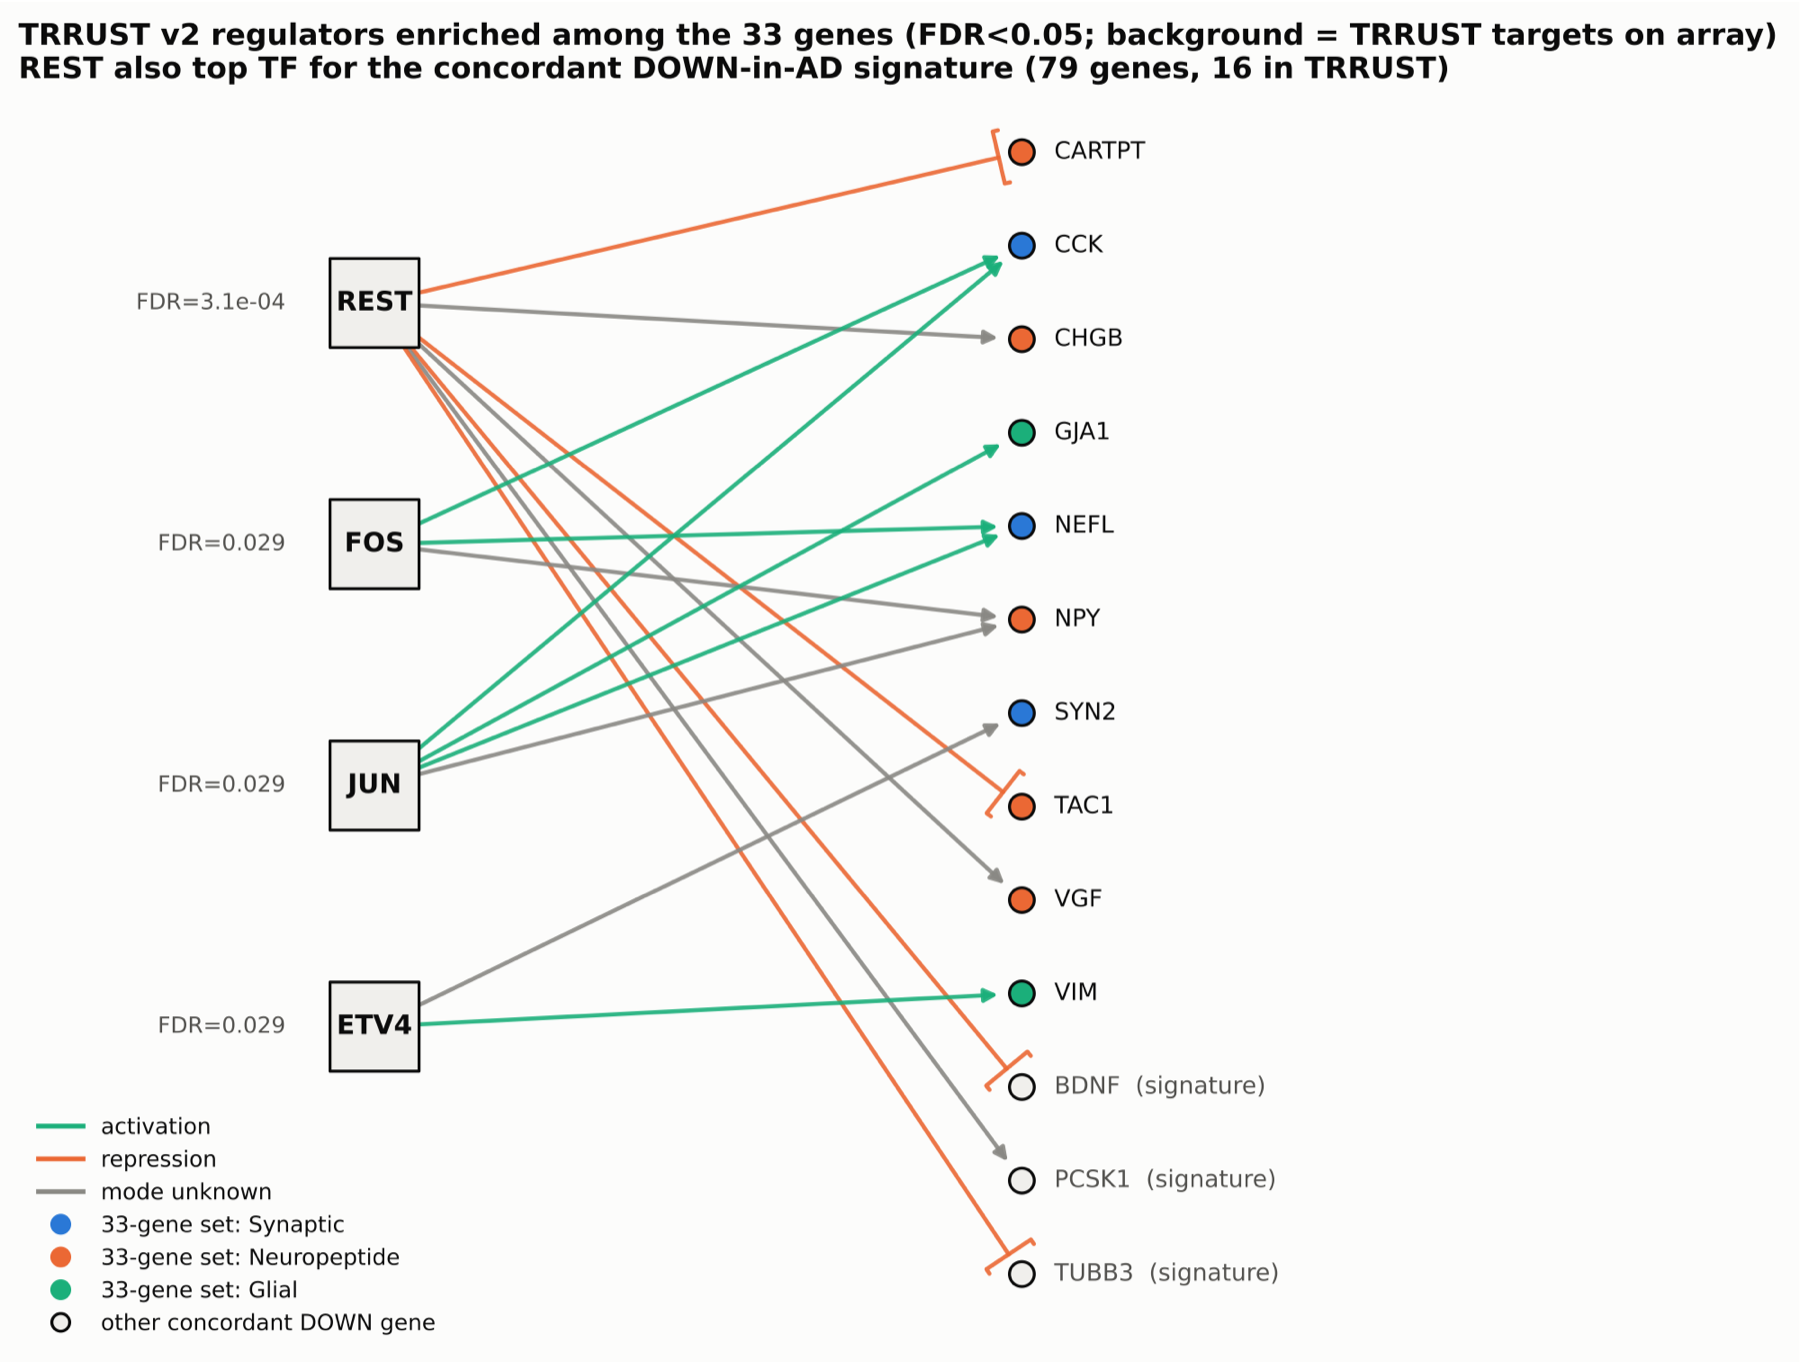 TRRUST v2 regulators enriched among the 33 genes (FDR<0.05; background = TRRUST targets on array)
REST also top TF for the concordant DOWN-in-AD signature (79 genes, 16 in TRRUST)
FDR=3.1e-04
REST
FDR=0.029
FOS
FDR=0.029
JUN
FDR=0.029
ETV4
CARTPT
CCK
CHGB
GJA1
NEFL
NPY
SYN2
TAC1
VGF
VIM
BDNF (signature)
PCSK1 (signature)
TUBB3 (signature)
activation
repression
mode unknown
33-gene set: Synaptic
33-gene set: Neuropeptide
33-gene set: Glial
other concordant DOWN gene